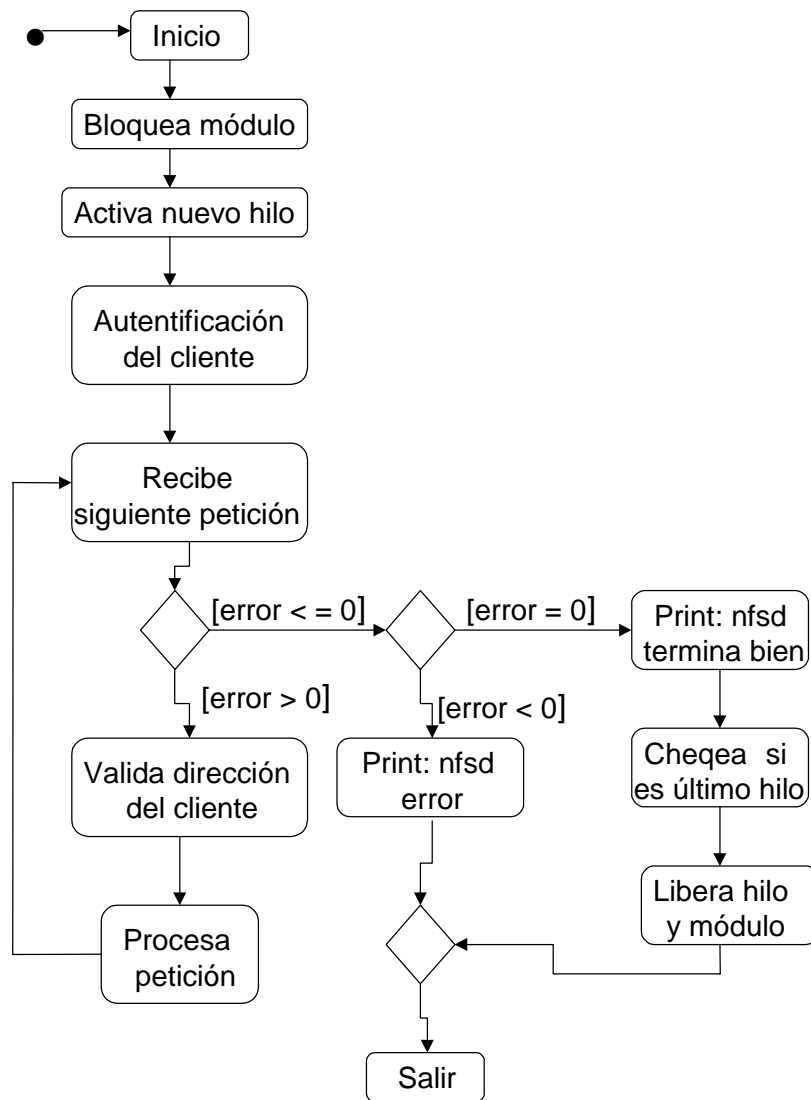 Inicio
Bloquea módulo
Activa nuevo hilo
Autentificación
del cliente
Recibe
siguiente petición
[error < = 0]
[error = 0]
Print: nfsd
termina bien
[error > 0]
[error < 0]
Valida dirección
del cliente
Print: nfsd
error
Cheqea si
es último hilo
Procesa
petición
Libera hilo
y módulo
Salir